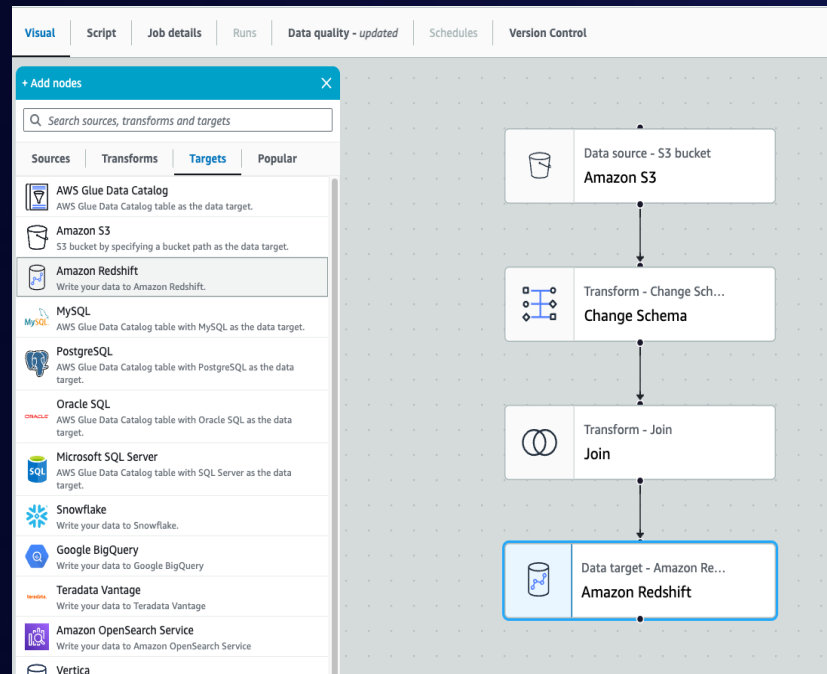 Visual
Script
Job details
Runs
Data quality - updated
Schedules
Version Control
+ Add nodes
Search sources, transforms and targets
Sources
Transforms
Targets
Popular
AWS Glue Data Catalog
AWS Glue Data Catalog table as the data target.
Amazon S3
S3 bucket by specifying a bucket path as the data target.
Amazon Redshift
Write your data to Amazon Redshift.
MySQL
MySQL
AWS Glue Data Catalog table with MySQL as the data target.
PostgreSQL
AWS Glue Data Catalog table with PostgreSQL as the data
target.
ORACLE
Oracle SQL
AWS Glue Data Catalog table with Oracle SQL as the data
target.
SQL
Microsoft SQL Server
AWS Glue Data Catalog table with SQL Server as the data
target.
Snowflake
Write your data to Snowflake.
Google BigQuery
Write your data to Google BigQuery
teradata.
Teradata Vantage
Write your data to Teradata Vantage
Amazon OpenSearch Service
Write your data to Amazon OpenSearch Service
Vertica
Data source - S3 bucket
Amazon S3
Transform - Change Sch...
Change Schema
Transform - Join
Join
Data target - Amazon Re...
Amazon Redshift